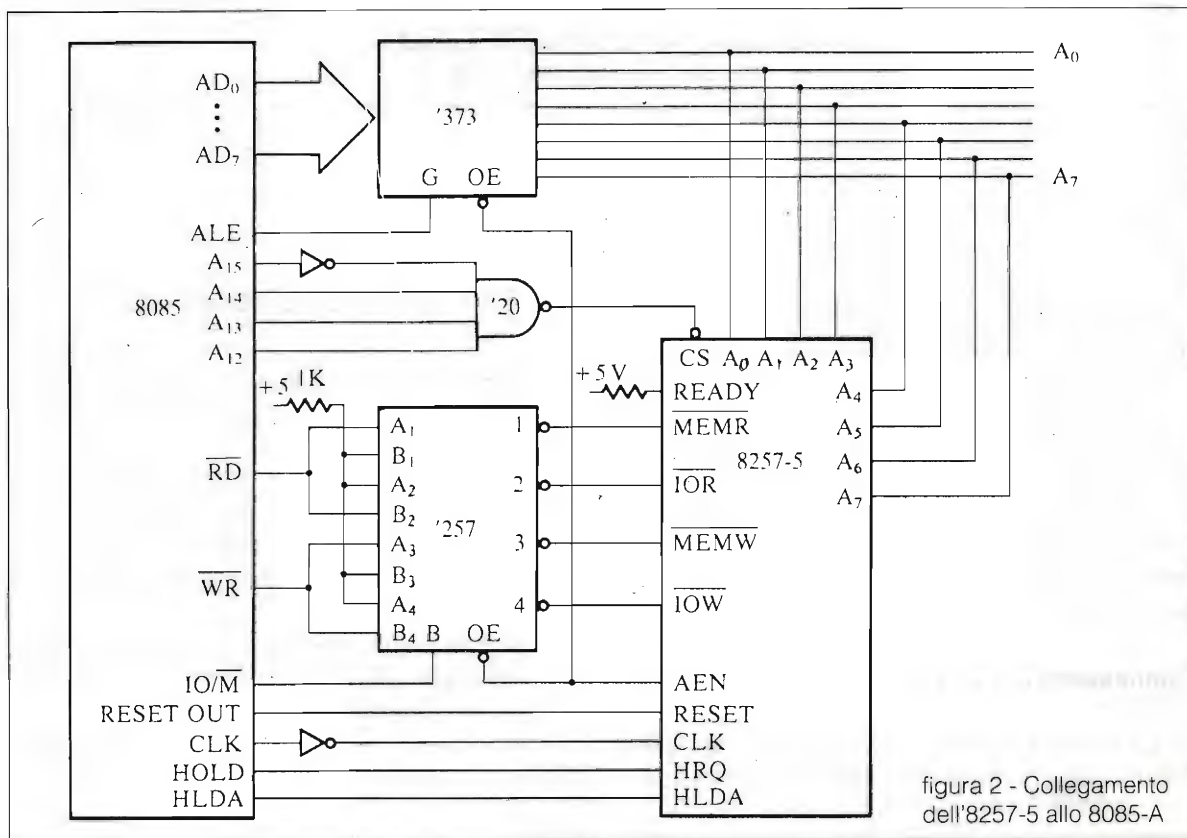 AD₀
⋮
AD₇
ALE
A₁₅
A₁₄
8085
A₁₃
A₁₂
'373
G OE
A₀
A₇
'20
+5 1K
+5 V
CS A₀ A₁ A₂ A₃
READY
MEMR
8257-5
IOR
MEMW
IOW
A₄
A₅
A₆
A₇
AEN
RESET
CLK
HRQ
HLDA
A₁
B₁
A₂
B₂
A₃
B₃
A₄
B₄ B OE
'257
1
2
3
4
RD
WR
IO/M
RESET OUT
CLK
HOLD
HLDA
figura 2 - Collegamento
dell'8257-5 allo 8085-A